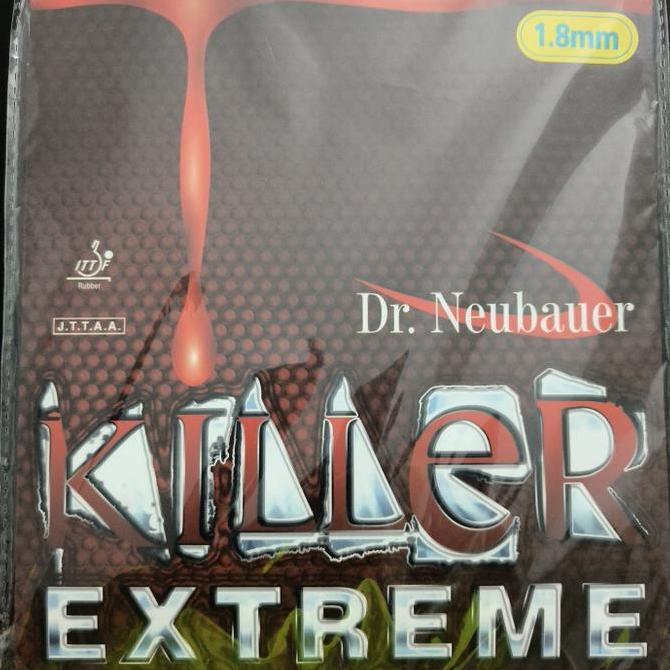 1.8mm
ITTF
Rubber
J.T.T.A.A.
Dr. Neubauer
KILLeR
EXTREME